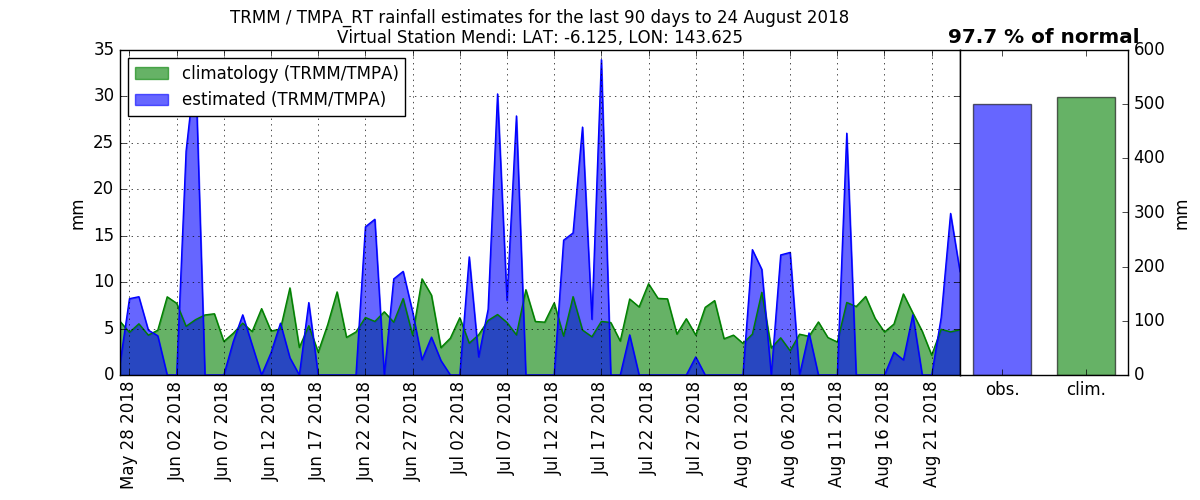 TRMM / TMPA_RT rainfall estimates for the last 90 days to 24 August 2018
Virtual Station Mendi: LAT: -6.125, LON: 143.625
97.7 % of normal
climatology (TRMM/TMPA)
estimated (TRMM/TMPA)
35
30
25
20
15
10
5
0
mm
600
500
400
300
200
100
0
mm
May 28 2018
Jun 02 2018
Jun 07 2018
Jun 12 2018
Jun 17 2018
Jun 22 2018
Jun 27 2018
Jul 02 2018
Jul 07 2018
Jul 12 2018
Jul 17 2018
Jul 22 2018
Jul 27 2018
Aug 01 2018
Aug 06 2018
Aug 11 2018
Aug 16 2018
Aug 21 2018
obs.
clim.